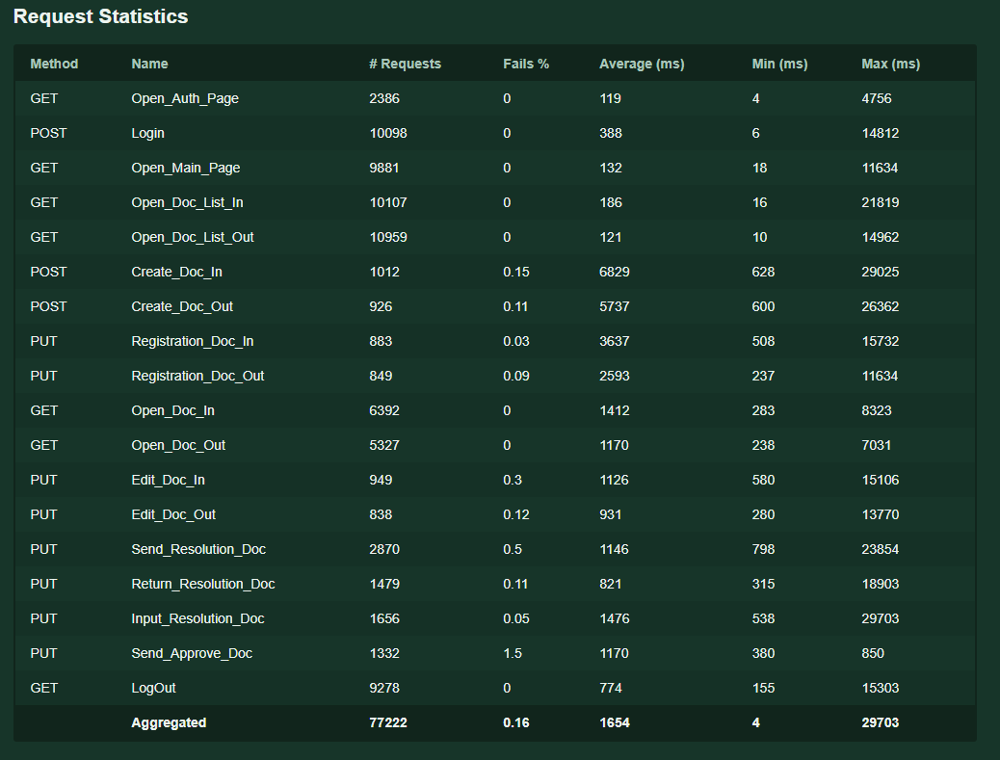 Request Statistics
Method Name # Requests Fails % Average (ms) Min (ms) Max (ms)
GET Open_Auth_Page 2386 0 119 4 4756
POST Login 10098 0 388 6 14812
GET Open_Main_Page 9881 0 132 18 11634
GET Open_Doc_List_In 10107 0 186 16 21819
GET Open_Doc_List_Out 10959 0 121 10 14962
POST Create_Doc_In 1012 0.15 6829 628 29025
POST Create_Doc_Out 926 0.11 5737 600 26362
PUT Registration_Doc_In 883 0.03 3637 508 15732
PUT Registration_Doc_Out 849 0.09 2593 237 11634
GET Open_Doc_In 6392 0 1412 283 8323
GET Open_Doc_Out 5327 0 1170 238 7031
PUT Edit_Doc_In 949 0.3 1126 580 15106
PUT Edit_Doc_Out 838 0.12 931 280 13770
PUT Send_Resolution_Doc 2870 0.5 1146 798 23854
PUT Return_Resolution_Doc 1479 0.11 821 315 18903
PUT Input_Resolution_Doc 1656 0.05 1476 538 29703
PUT Send_Approve_Doc 1332 1.5 1170 380 850
GET LogOut 9278 0 774 155 15303
Aggregated 77222 0.16 1654 4 29703